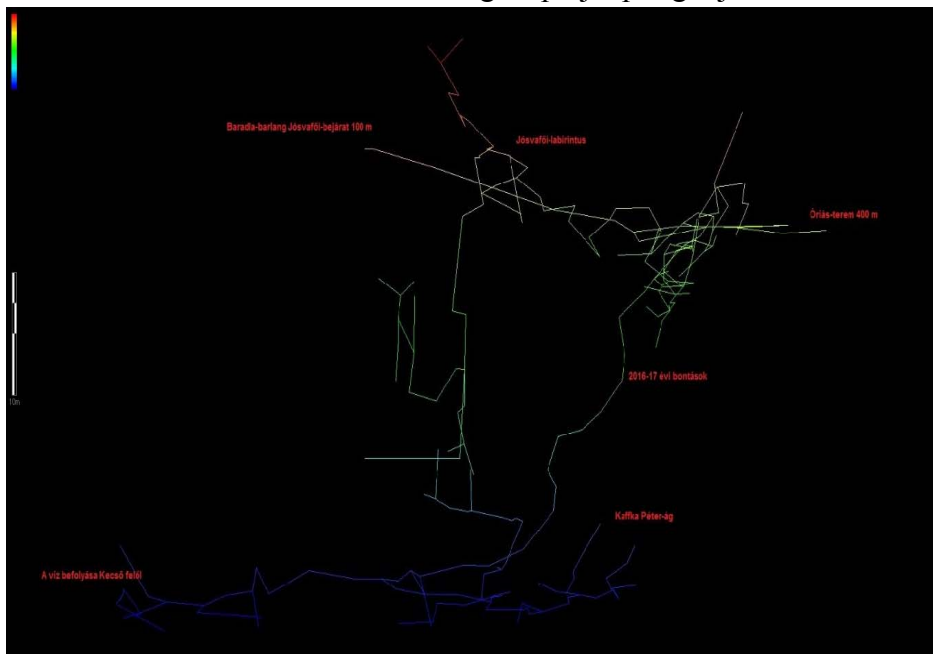 Baradla-barlang Jósvafői-bejárat 100 m
Jósvafői-labirintus
Óriás-terem 400 m
10m
2016-17 évi bontások
Kaffka Péter-ág
A víz befolyása Kecső felől